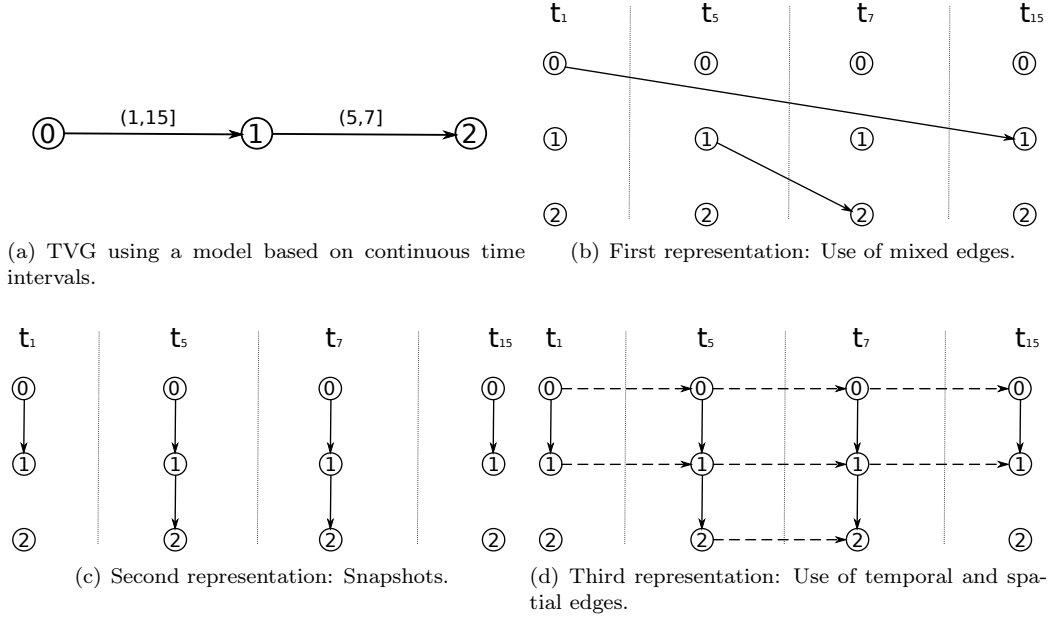 (1,15] (5,7]
0 1 2
(a) TVG using a model based on continuous time
intervals.
t1 t5 t7 t15
0 0 0 0
1 1 1 1
2 2 2 2
(b) First representation: Use of mixed edges.
t1 t5 t7 t15
0 0 0 0
1 1 1 1
2 2 2 2
(c) Second representation: Snapshots.
t1 t5 t7 t15
0 0 0 0
1 1 1 1
2 2 2 2
(d) Third representation: Use of temporal and spa-
tial edges.